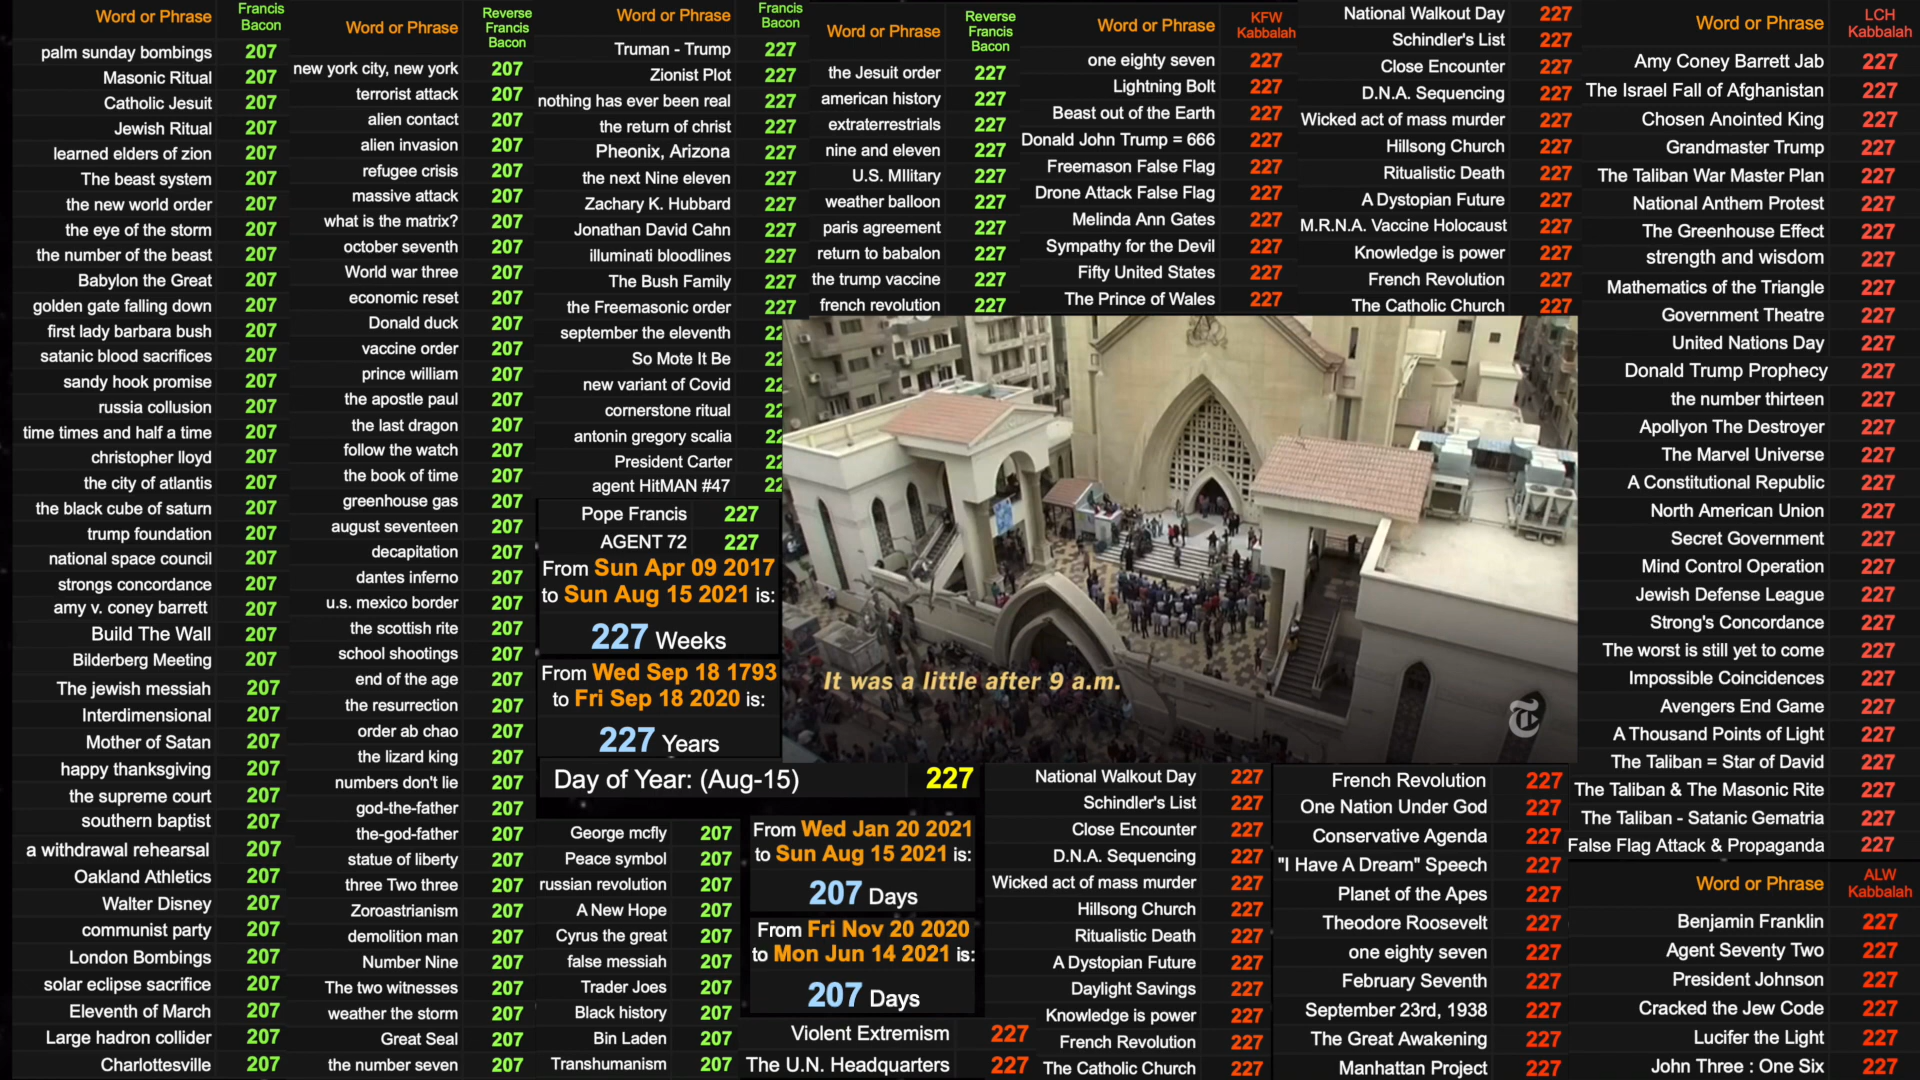 Word or Phrase Francis Bacon
palm sunday bombings 207
Masonic Ritual 207
Catholic Jesuit 207
Jewish Ritual 207
learned elders of zion 207
The beast system 207
the new world order 207
the eye of the storm 207
the number of the beast 207
Babylon the Great 207
golden gate falling down 207
first lady barbara bush 207
satanic blood sacrifices 207
sandy hook promise 207
russia collusion 207
time times and half a time 207
christopher lloyd 207
the city of atlantis 207
the black cube of saturn 207
trump foundation 207
national space council 207
strongs concordance 207
amy v. coney barrett 207
Build The Wall 207
Bilderberg Meeting 207
The jewish messiah 207
Interdimensional 207
Mother of Satan 207
happy thanksgiving 207
the supreme court 207
southern baptist 207
a withdrawal rehearsal 207
Oakland Athletics 207
Walter Disney 207
communist party 207
London Bombings 207
solar eclipse sacrifice 207
Eleventh of March 207
Large hadron collider 207
Charlottesville 207
Word or Phrase Reverse Francis Bacon
new york city, new york 207
terrorist attack 207
alien contact 207
alien invasion 207
refugee crisis 207
massive attack 207
what is the matrix? 207
october seventh 207
World war three 207
economic reset 207
Donald duck 207
vaccine order 207
prince william 207
the apostle paul 207
the last dragon 207
follow the watch 207
the book of time 207
greenhouse gas 207
august seventeen 207
decapitation 207
dantes inferno 207
u.s. mexico border 207
the scottish rite 207
school shootings 207
end of the age 207
the resurrection 207
order ab chao 207
the lizard king 207
numbers don't lie 207
god-the-father 207
the-god-father 207
statue of liberty 207
three Two three 207
Zoroastrianism 207
demolition man 207
Number Nine 207
The two witnesses 207
weather the storm 207
Great Seal 207
the number seven 207
Word or Phrase Francis Bacon
Truman - Trump 227
Zionist Plot 227
nothing has ever been real 227
the return of christ 227
Pheonix, Arizona 227
the next Nine eleven 227
Zachary K. Hubbard 227
Jonathan David Cahn 227
illuminati bloodlines 227
The Bush Family 227
the Freemasonic order 227
september the eleventh 22
So Mote It Be 22
new variant of Covid 22
cornerstone ritual 22
antonin gregory scalia 22
President Carter 22
agent HitMAN #47 22
Pope Francis 227
AGENT 72 227
From Sun Apr 09 2017
to Sun Aug 15 2021 is:
227 Weeks
From Wed Sep 18 1793
to Fri Sep 18 2020 is:
227 Years
Day of Year: (Aug-15) 227
George mcfly 207
Peace symbol 207
russian revolution 207
A New Hope 207
Cyrus the great 207
false messiah 207
Trader Joes 207
Black history 207
Bin Laden 207
Transhumanism 207
From Wed Jan 20 2021
to Sun Aug 15 2021 is:
207 Days
From Fri Nov 20 2020
to Mon Jun 14 2021 is:
207 Days
Violent Extremism 227
The U.N. Headquarters 227
Word or Phrase Reverse Francis Bacon
the Jesuit order 227
american history 227
extraterrestrials 227
nine and eleven 227
U.S. MIlitary 227
weather balloon 227
paris agreement 227
return to babalon 227
the trump vaccine 227
french revolution 227
Word or Phrase KFW Kabbalah
one eighty seven 227
Lightning Bolt 227
Beast out of the Earth 227
Donald John Trump = 666 227
Freemason False Flag 227
Drone Attack False Flag 227
Melinda Ann Gates 227
Sympathy for the Devil 227
Fifty United States 227
The Prince of Wales 227
National Walkout Day 227
Schindler's List 227
Close Encounter 227
D.N.A. Sequencing 227
Wicked act of mass murder 227
Hillsong Church 227
Ritualistic Death 227
A Dystopian Future 227
M.R.N.A. Vaccine Holocaust 227
Knowledge is power 227
French Revolution 227
The Catholic Church 227
It was a little after 9 a.m.
T
National Walkout Day 227
Schindler's List 227
Close Encounter 227
D.N.A. Sequencing 227
Wicked act of mass murder 227
Hillsong Church 227
Ritualistic Death 227
A Dystopian Future 227
Daylight Savings 227
Knowledge is power 227
French Revolution 227
The Catholic Church 227
French Revolution 227
One Nation Under God 227
Conservative Agenda 227
"I Have A Dream" Speech 227
Planet of the Apes 227
Theodore Roosevelt 227
one eighty seven 227
February Seventh 227
September 23rd, 1938 227
The Great Awakening 227
Manhattan Project 227
Word or Phrase LCH Kabbalah
Amy Coney Barrett Jab 227
The Israel Fall of Afghanistan 227
Chosen Anointed King 227
Grandmaster Trump 227
The Taliban War Master Plan 227
National Anthem Protest 227
The Greenhouse Effect 227
strength and wisdom 227
Mathematics of the Triangle 227
Government Theatre 227
United Nations Day 227
Donald Trump Prophecy 227
the number thirteen 227
Apollyon The Destroyer 227
The Marvel Universe 227
A Constitutional Republic 227
North American Union 227
Secret Government 227
Mind Control Operation 227
Jewish Defense League 227
Strong's Concordance 227
The worst is still yet to come 227
Impossible Coincidences 227
Avengers End Game 227
A Thousand Points of Light 227
The Taliban = Star of David 227
The Taliban & The Masonic Rite 227
The Taliban - Satanic Gematria 227
False Flag Attack & Propaganda 227
Word or Phrase ALW Kabbalah
Benjamin Franklin 227
Agent Seventy Two 227
President Johnson 227
Cracked the Jew Code 227
Lucifer the Light 227
John Three : One Six 227